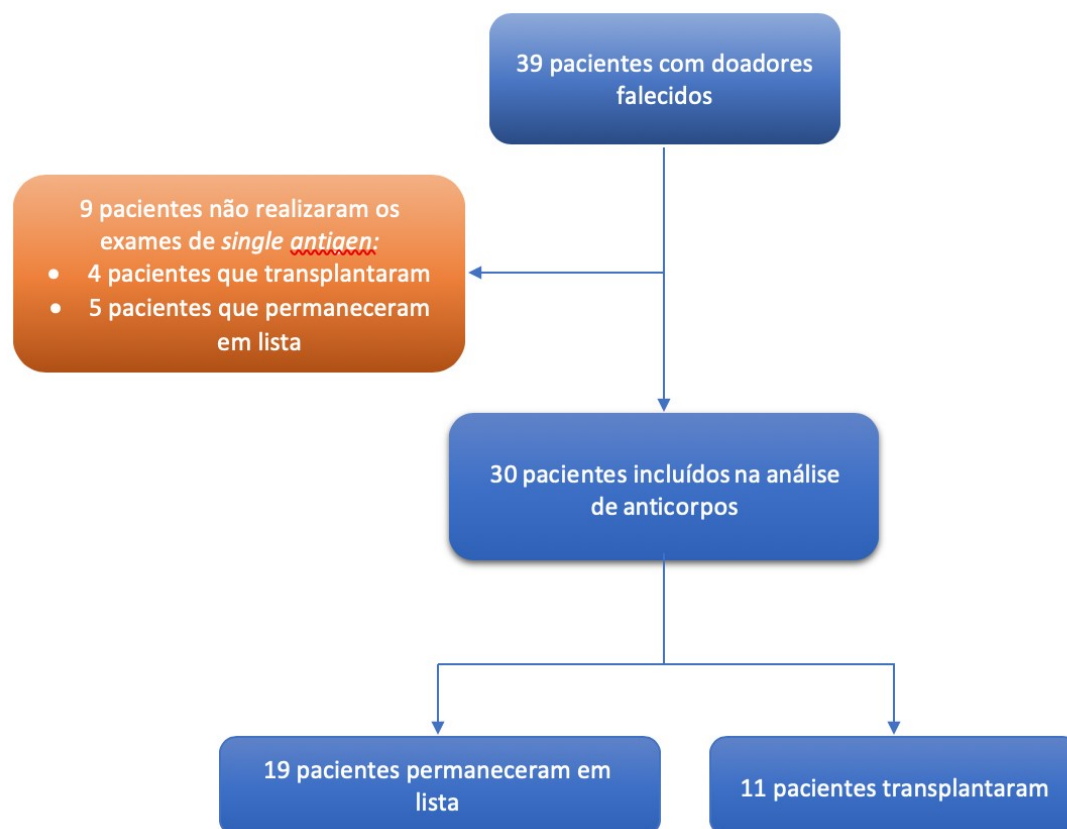 39 pacientes com doadores
falecidos
9 pacientes não realizaram os
exames de single antigen:
• 4 pacientes que transplantaram
• 5 pacientes que permaneceram
em lista
30 pacientes incluídos na análise
de anticorpos
19 pacientes permaneceram em
lista
11 pacientes transplantaram